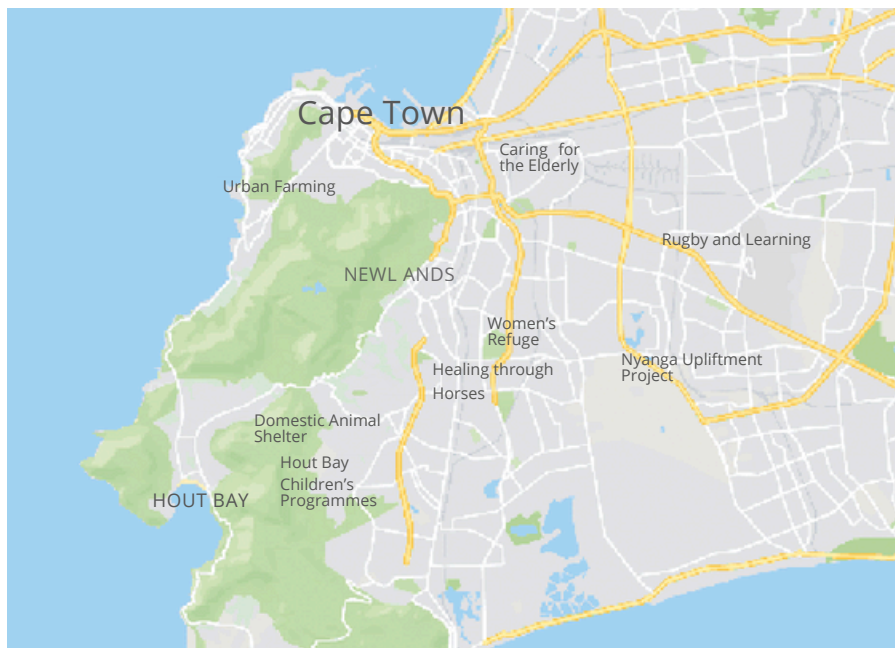 Cape Town
Caring for
the Elderly
Urban Farming
Rugby and Learning
NEWL ANDS
Women’s
Refuge
Nyanga Upliftment
Project
Healing through
Horses
Domestic Animal
Shelter
Hout Bay
Children’s
Programmes
HOUT BAY